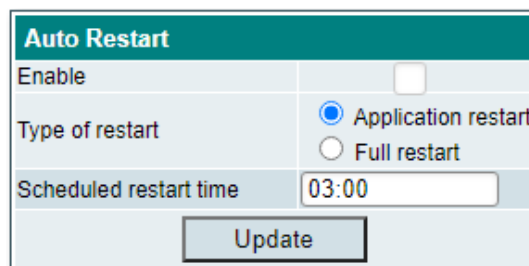 Auto Restart
Enable
Type of restart
Application restart
Full restart
Scheduled restart time
03:00
Update